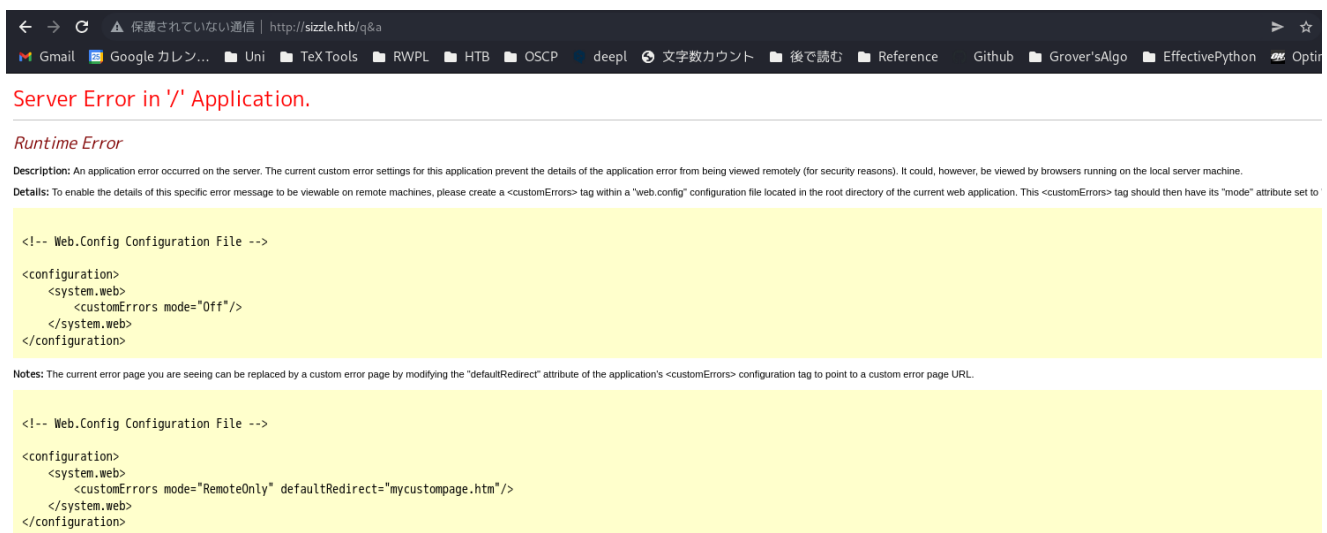 保護されていない通信 | http://sizzle.htb/q&a
Gmail Google カレン... Uni TeX Tools RWPL HTB OSCP deepl 文字数カウント 後で読む Reference Github Grover'sAlgo EffectivePython Optim
Server Error in '/' Application.
Runtime Error
Description: An application error occurred on the server. The current custom error settings for this application prevent the details of the application error from being viewed remotely (for security reasons). It could, however, be viewed by browsers running on the local server machine.
Details: To enable the details of this specific error message to be viewable on remote machines, please create a <customErrors> tag within a "web.config" configuration file located in the root directory of the current web application. This <customErrors> tag should then have its "mode" attribute set to "
<!-- Web.Config Configuration File -->
<configuration>
    <system.web>
        <customErrors mode="Off"/>
    </system.web>
</configuration>
Notes: The current error page you are seeing can be replaced by a custom error page by modifying the "defaultRedirect" attribute of the application's <customErrors> configuration tag to point to a custom error page URL.
<!-- Web.Config Configuration File -->
<configuration>
    <system.web>
        <customErrors mode="RemoteOnly" defaultRedirect="mycustompage.htm"/>
    </system.web>
</configuration>